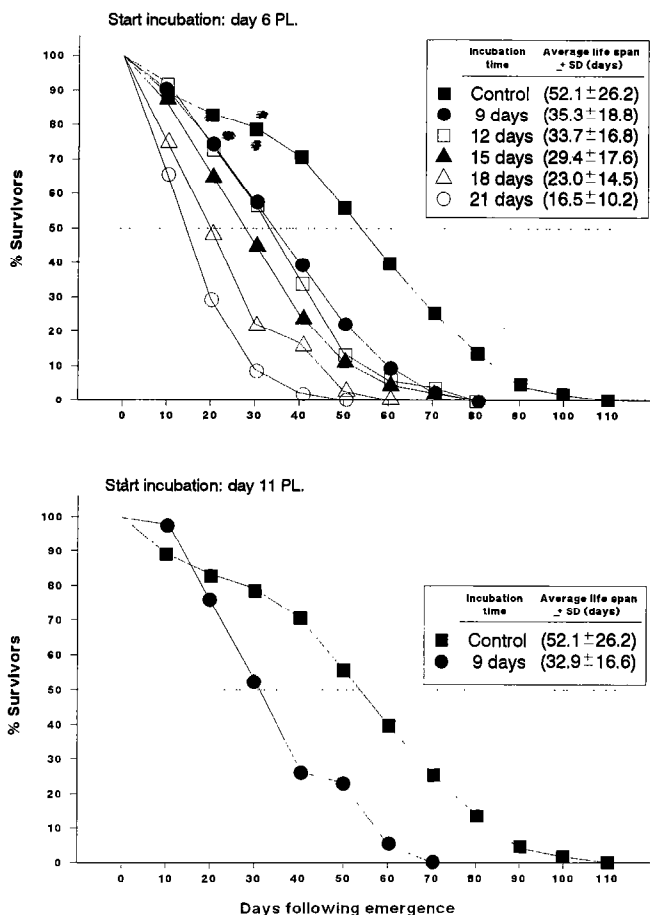 Start incubation: day 6 PL.
Incubation time Average life span ± SD (days)
Control (52.1±26.2)
9 days (35.3±18.8)
12 days (33.7±16.8)
15 days (29.4±17.6)
18 days (23.0±14.5)
21 days (16.5±10.2)
% Survivors
100
90
80
70
60
50
40
30
20
10
0
0 10 20 30 40 50 60 70 80 90 100 110
Start incubation: day 11 PL.
Incubation time Average life span ± SD (days)
Control (52.1±26.2)
9 days (32.9±16.6)
% Survivors
100
90
80
70
60
50
40
30
20
10
0
0 10 20 30 40 50 60 70 80 90 100 110
Days following emergence